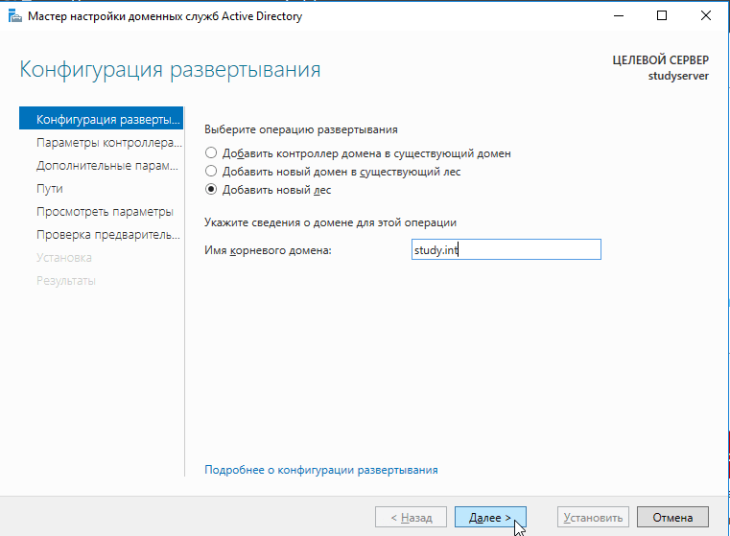 Мастер настройки доменных служб Active Directory
Конфигурация развертывания
ЦЕЛЕВОЙ СЕРВЕР
studyserver
Конфигурация разверты...
Параметры контроллера...
Дополнительные парам...
Пути
Просмотреть параметры
Проверка предваритель...
Установка
Результаты
Выберите операцию развертывания
Добавить контроллер домена в существующий домен
Добавить новый домен в существующий лес
Добавить новый лес
Укажите сведения о домене для этой операции
Имя корневого домена:
study.int
Подробнее о конфигурации развертывания
< Назад
Далее >
Установить
Отмена